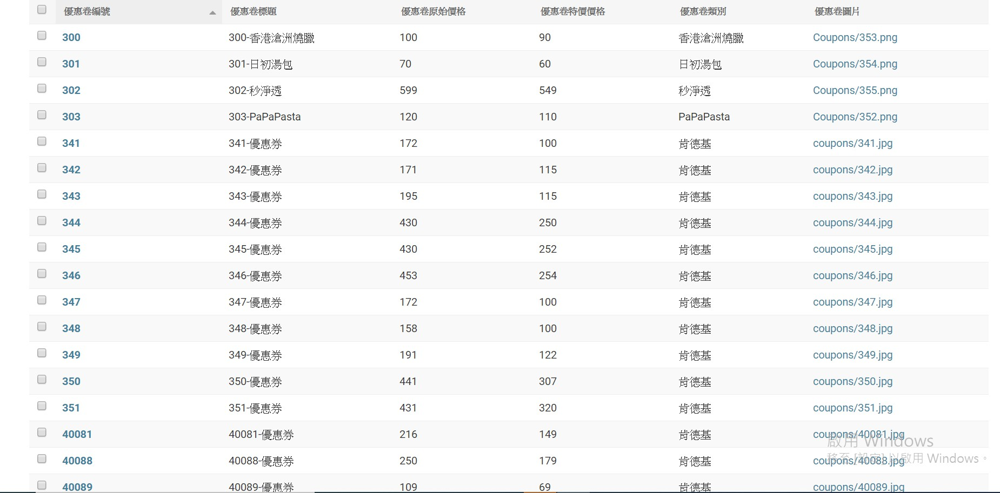 優惠卷編號 優惠卷標題 優惠卷原始價格 優惠卷特價價格 優惠卷類別 優惠卷圖片
300 300-香港滄洲燒臘 100 90 香港滄洲燒臘 Coupons/353.png
301 301-日初湯包 70 60 日初湯包 Coupons/354.png
302 302-秒淨透 599 549 秒淨透 Coupons/355.png
303 303-PaPaPasta 120 110 PaPaPasta Coupons/352.png
341 341-優惠券 172 100 肯德基 coupons/341.jpg
342 342-優惠券 171 115 肯德基 coupons/342.jpg
343 343-優惠券 195 115 肯德基 coupons/343.jpg
344 344-優惠券 430 250 肯德基 coupons/344.jpg
345 345-優惠券 430 252 肯德基 coupons/345.jpg
346 346-優惠券 453 254 肯德基 coupons/346.jpg
347 347-優惠券 172 100 肯德基 coupons/347.jpg
348 348-優惠券 158 100 肯德基 coupons/348.jpg
349 349-優惠券 191 122 肯德基 coupons/349.jpg
350 350-優惠券 441 307 肯德基 coupons/350.jpg
351 351-優惠券 431 320 肯德基 coupons/351.jpg
40081 40081-優惠券 216 149 肯德基 coupons/40081.jpg
啟用 Windows
40088 40088-優惠券 250 179 肯德基 coupons/40088.jpg
移至 [設定] 以啟用 Windows。
40089 40089-優惠券 109 69 肯德基 coupons/40089.jpg